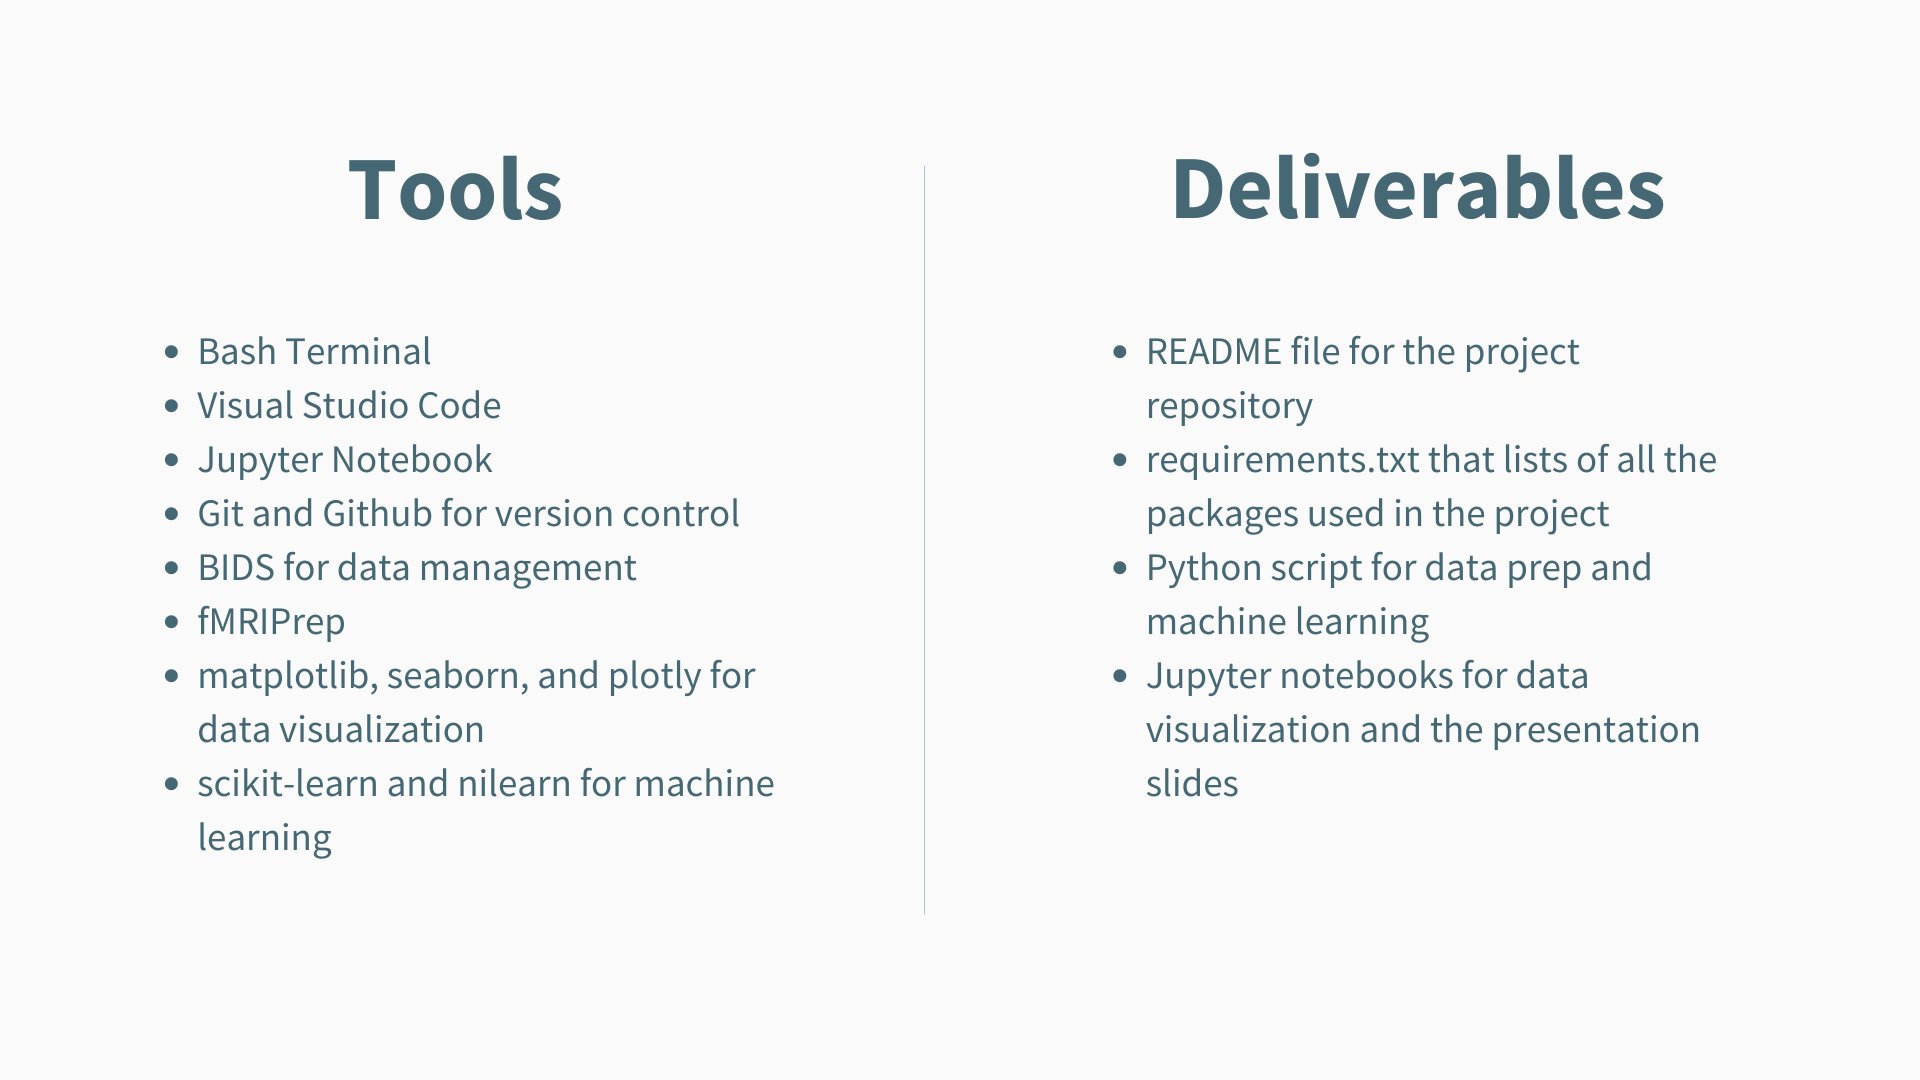 Tools
• Bash Terminal
• Visual Studio Code
• Jupyter Notebook
• Git and Github for version control
• BIDS for data management
• fMRIPrep
• matplotlib, seaborn, and plotly for
data visualization
• scikit-learn and nilearn for machine
learning
Deliverables
• README file for the project
repository
• requirements.txt that lists of all the
packages used in the project
• Python script for data prep and
machine learning
• Jupyter notebooks for data
visualization and the presentation
slides